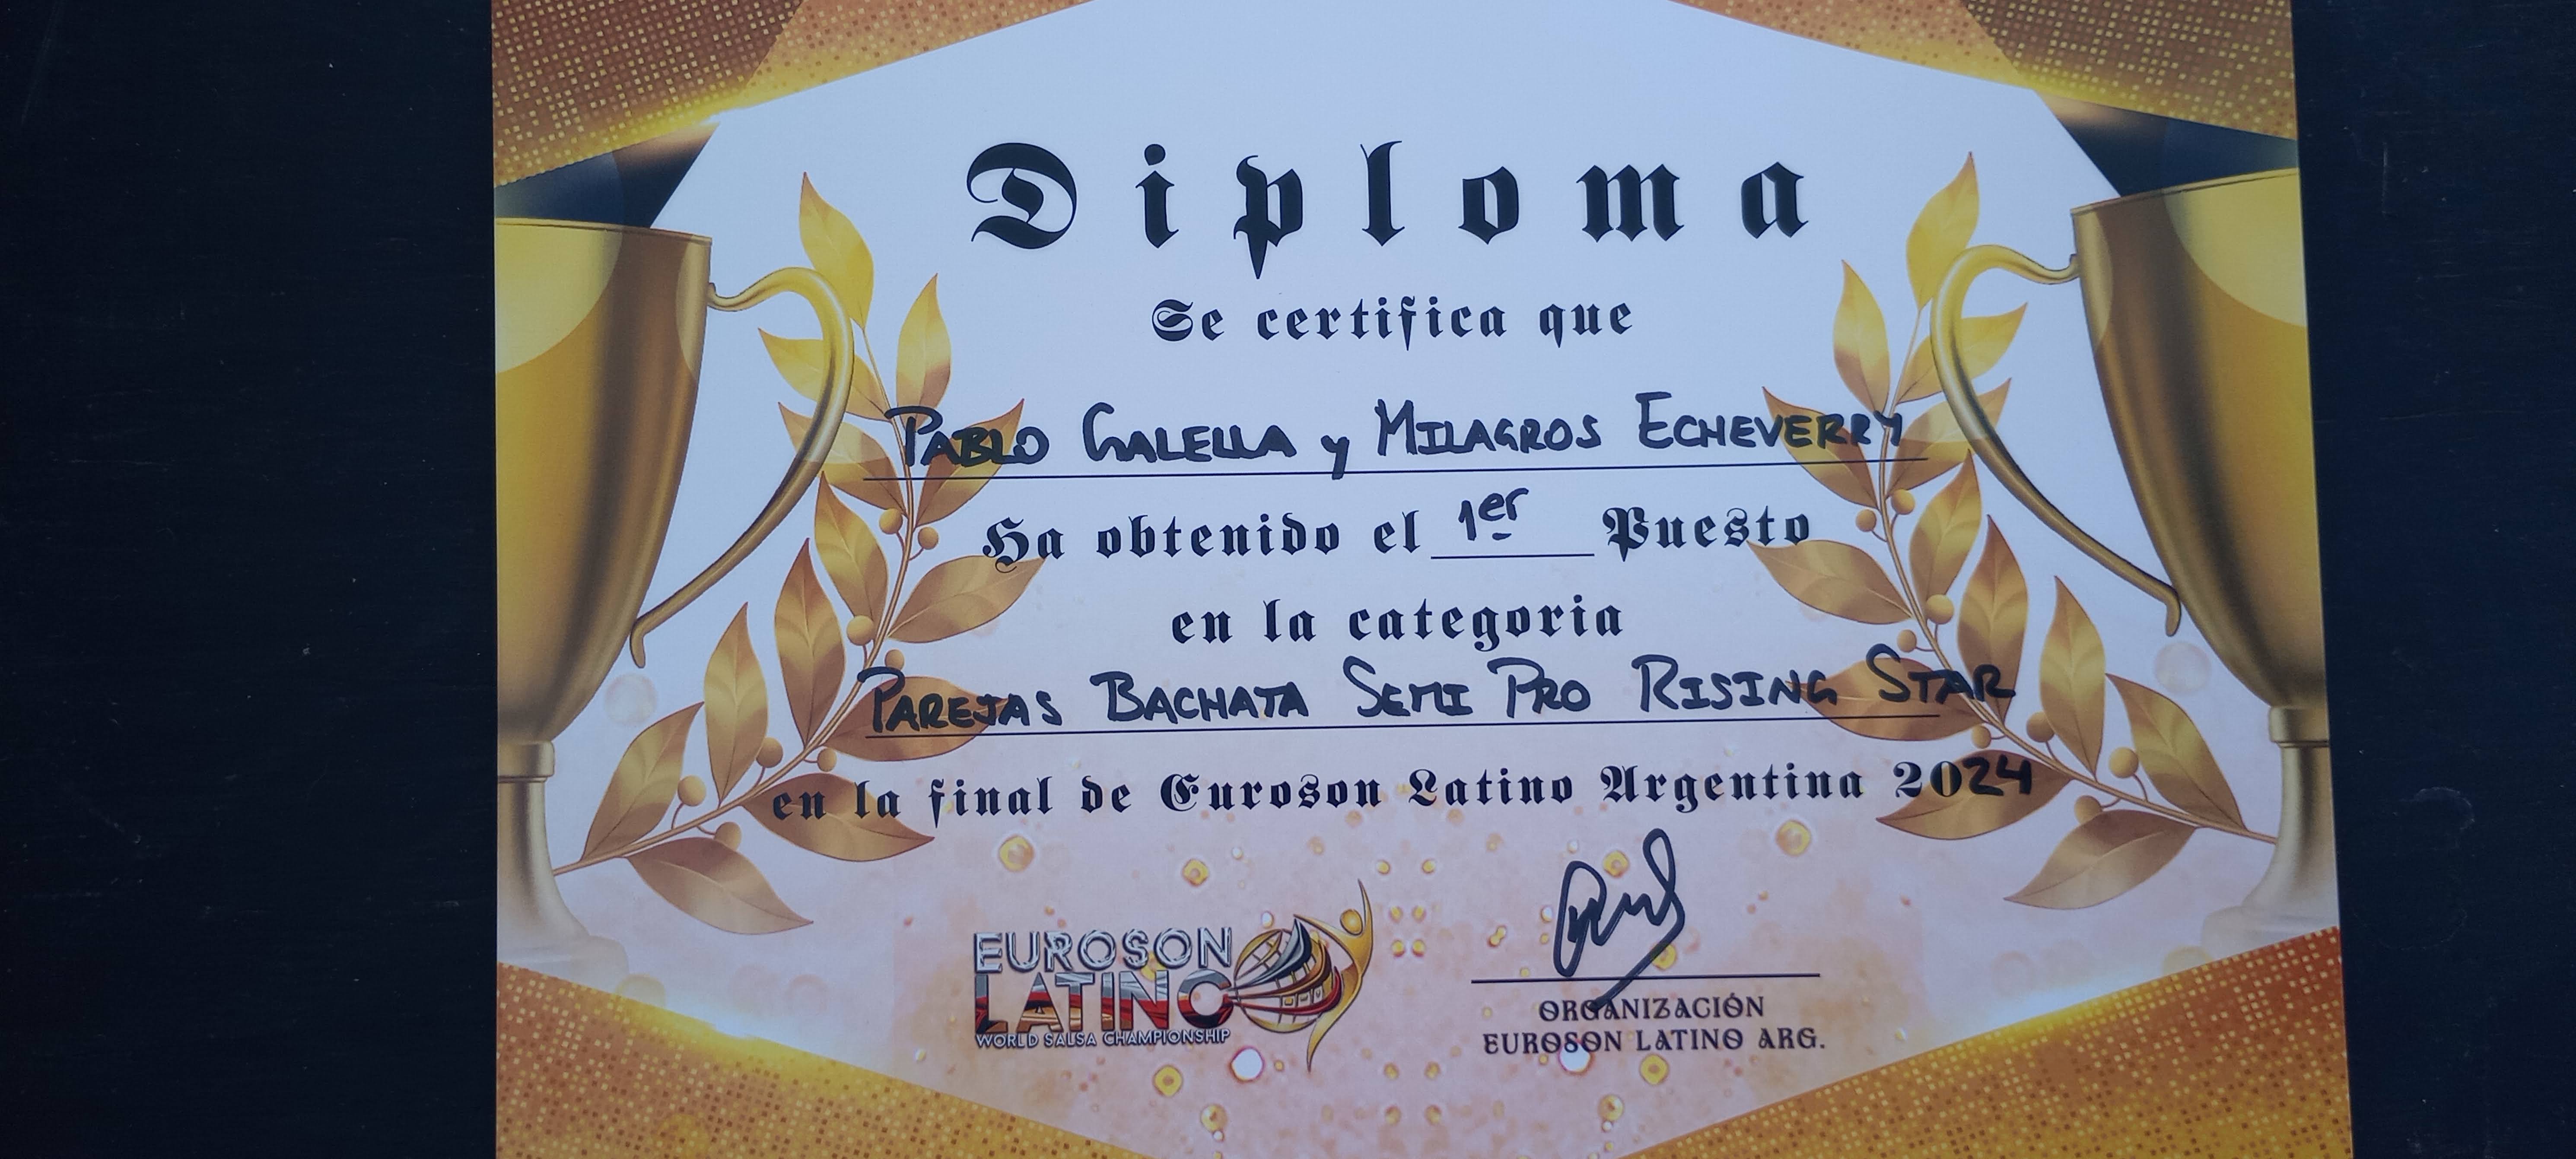 Diploma
Se certifica que
PABLO GALELLA y MILAGROS ECHEVERRY
Ha obtenido el 1er Puesto
en la categoria
PAREJAS BACHATA SEMI PRO RISING STAR
en la final de Euroson Latino Argentina 2024
EUROSON
LATINO
WORLD SALSA CHAMPIONSHIP
ORGANIZACIÓN
EUROSON LATINO ARG.